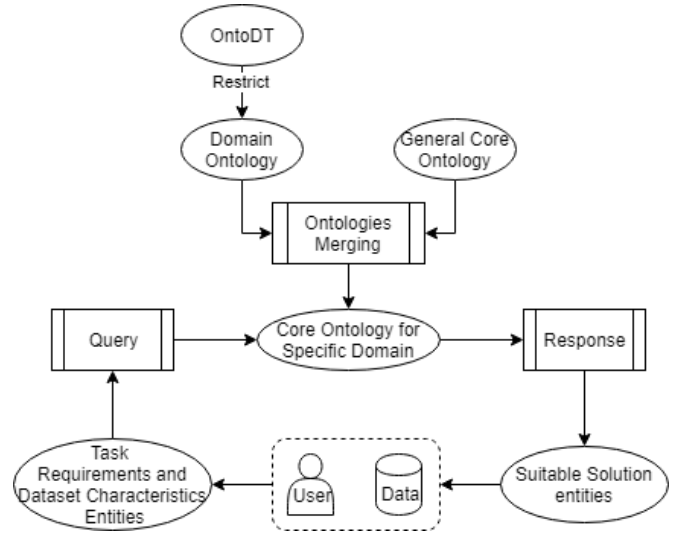 OntoDT
Restrict
Domain
Ontology
General Core
Ontology
Ontologies
Merging
Query
Core Ontology for
Specific Domain
Response
Task
Requirements and
Dataset Characteristics
Entities
User
Data
Suitable Solution
entities